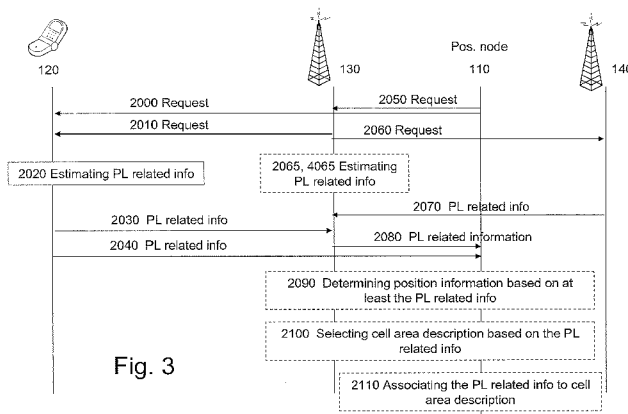 Pos. node
120
130
110
140
2000 Request
2050 Request
2010 Request
2060 Request
2020 Estimating PL related info
2065, 4065 Estimating
PL related info
2070 PL related info
2030 PL related info
2080 PL related information
2040 PL related info
2090 Determining position information based on at
least the PL related info
2100 Selecting cell area description based on the PL
related info
Fig. 3
2110 Associating the PL related info to cell
area description